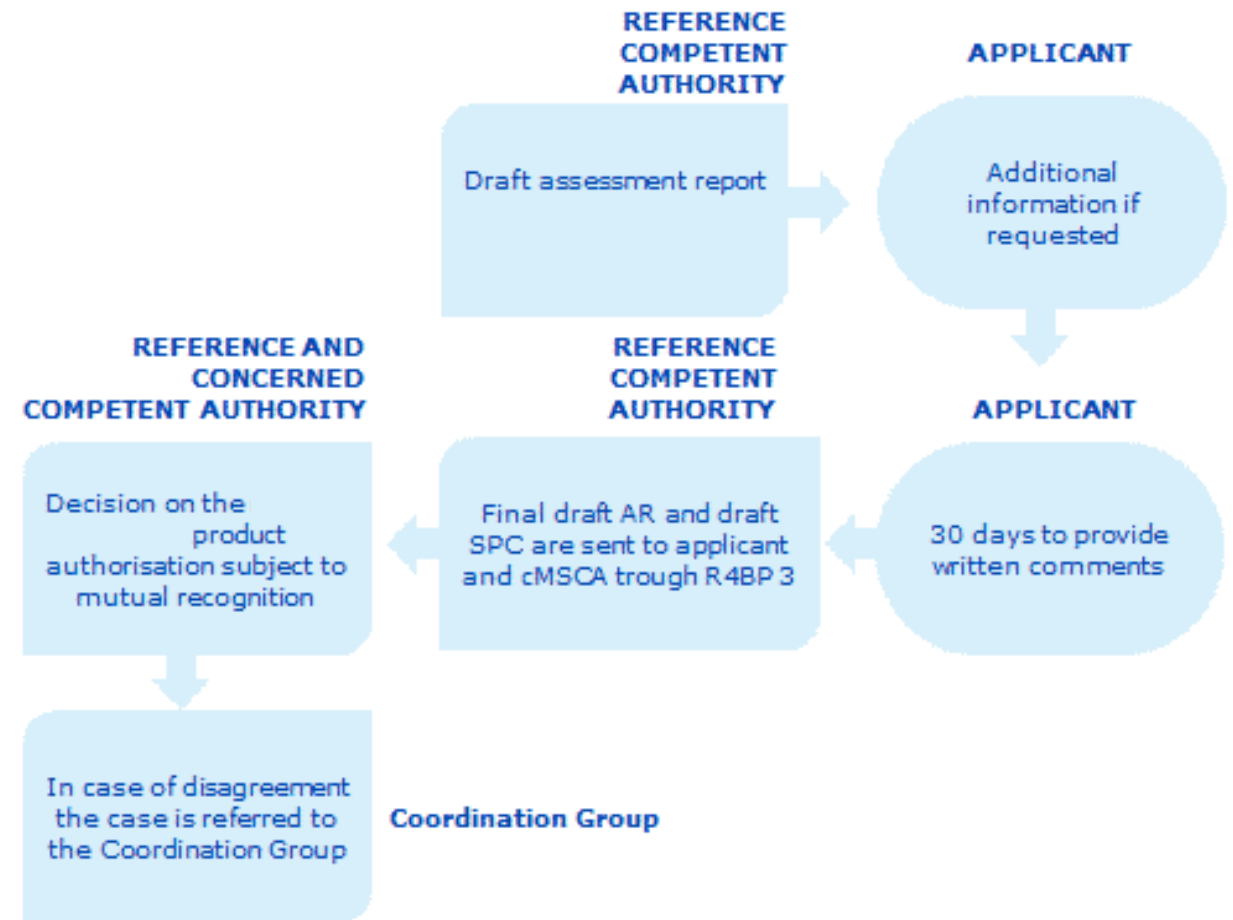 REFERENCE
COMPETENT
AUTHORITY
Draft assessment report
APPLICANT
Additional
information if
requested
APPLICANT
30 days to provide
written comments
REFERENCE
COMPETENT
AUTHORITY
Final draft AR and draft
SPC are sent to applicant
and cMSCA trough R4BP 3
REFERENCE AND
CONCERNED
COMPETENT AUTHORITY
Decision on the
product
authorisation subject to
mutual recognition
In case of disagreement
the case is referred to
the Coordination Group
Coordination Group